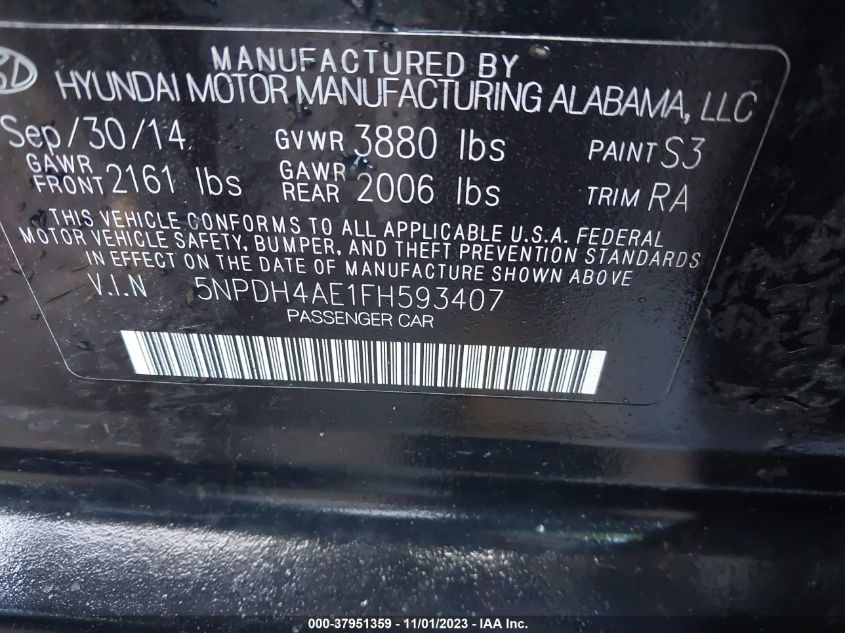 MANUFACTURED BY
HYUNDAI MOTOR MANUFACTURING ALABAMA, LLC
Sep/30/14 GVWR 3880 lbs PAINT S3
GAWR FRONT 2161 lbs GAWR REAR 2006 lbs TRIM RA
THIS VEHICLE CONFORMS TO ALL APPLICABLE U.S.A. FEDERAL
MOTOR VEHICLE SAFETY, BUMPER, AND THEFT PREVENTION STANDARDS
IN EFFECT ON THE DATE OF MANUFACTURE SHOWN ABOVE
V.I.N 5NPDH4AE1FH593407
PASSENGER CAR
000-37951359 - 11/01/2023 - IAA Inc.